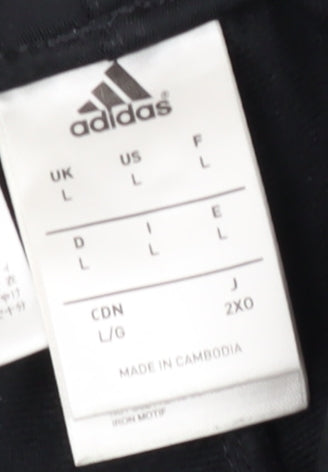 adidas
UK US F
L L L
D I E
L L L
CDN J
L/G 2XO
MADE IN CAMBODIA
IRON MOTIF